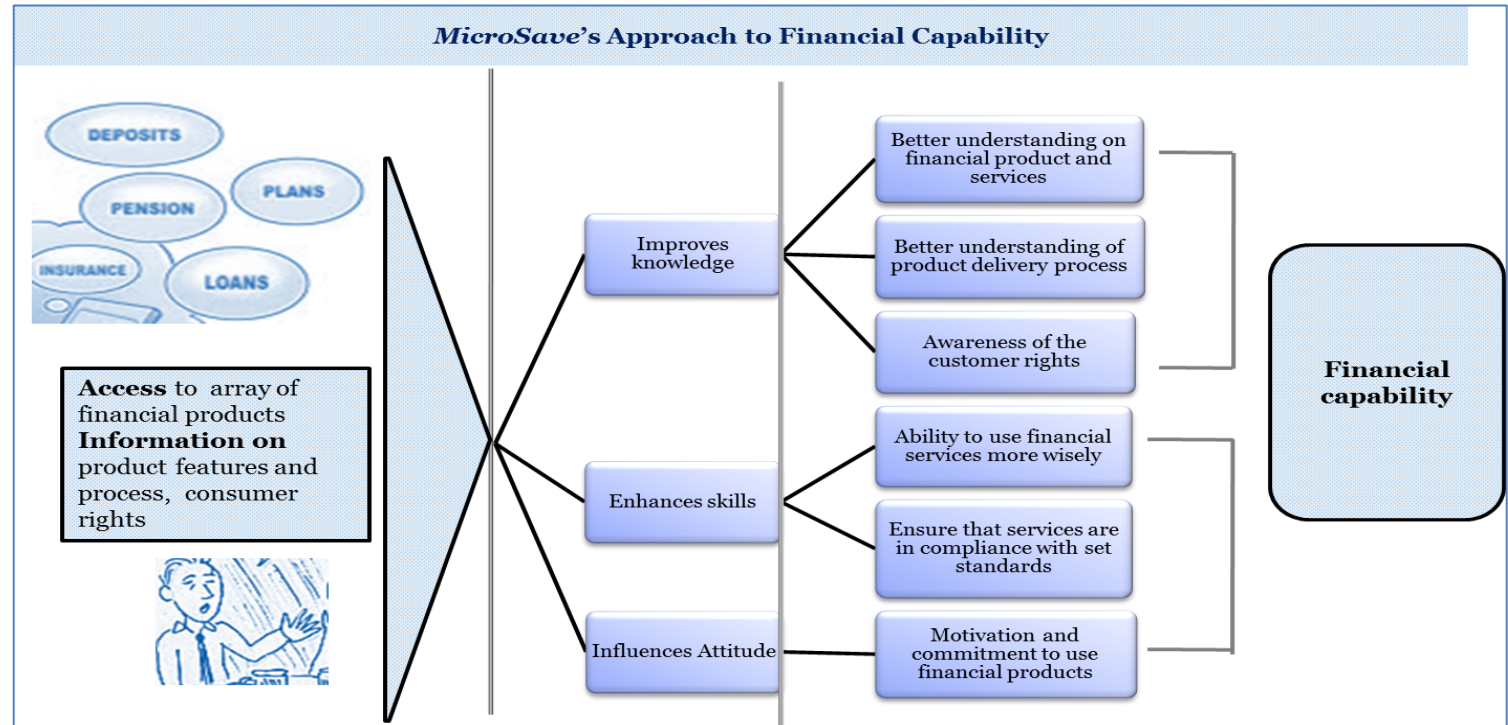 MicroSave's Approach to Financial Capability
DEPOSITS
PLANS
PENSION
INSURANCE
LOANS
Access to array of
financial products
Information on
product features and
process, consumer
rights
Improves
knowledge
Enhances skills
Influences Attitude
Better understanding on
financial product and
services
Better understanding of
product delivery process
Awareness of the
customer rights
Ability to use financial
services more wisely
Ensure that services are
in compliance with set
standards
Motivation and
commitment to use
financial products
Financial
capability